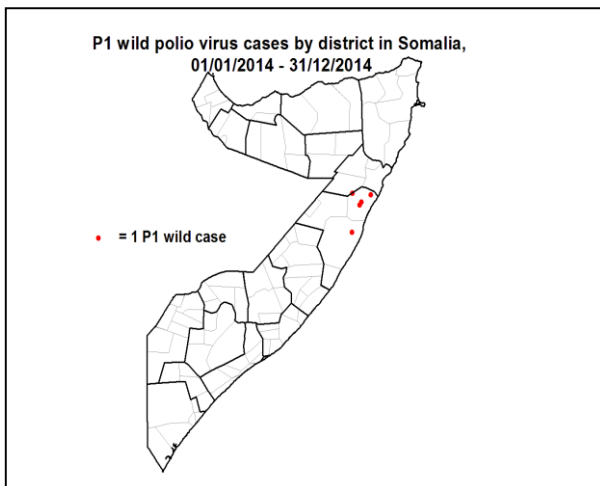 P1 wild polio virus cases by district in Somalia,
01/01/2014 - 31/12/2014
= 1 P1 wild case